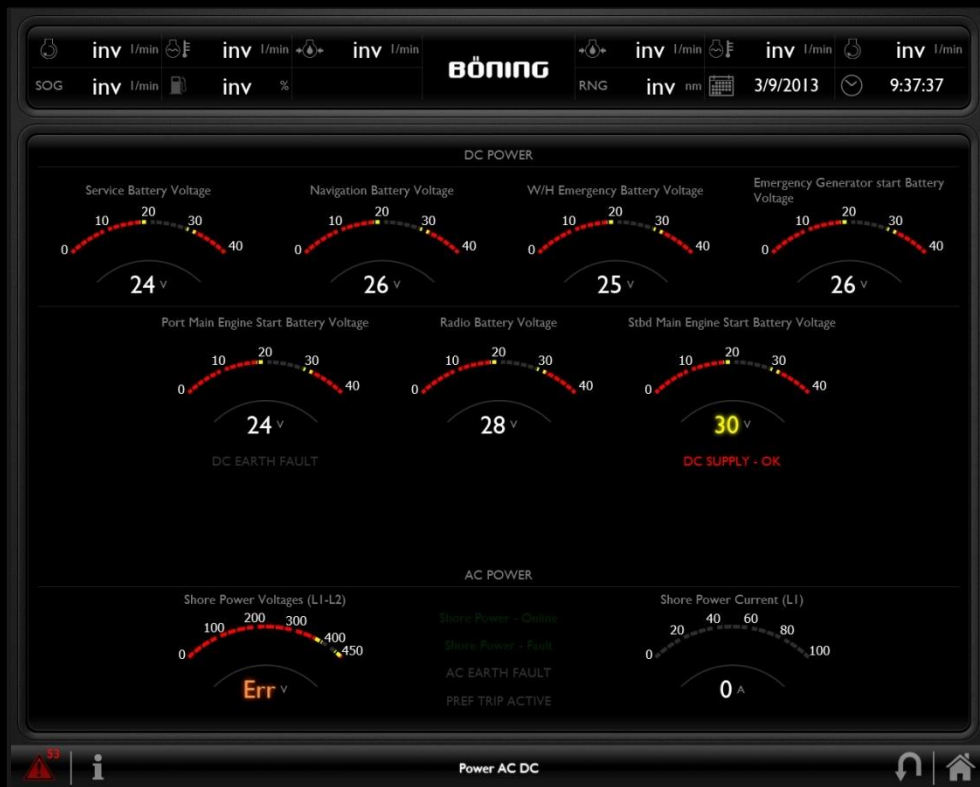 inv l/min inv l/min inv l/min BÖNING inv l/min inv l/min inv l/min
SOG inv l/min inv % RNG inv nm 3/9/2013 9:37:37
DC POWER
Service Battery Voltage
0 10 20 30 40
24 V
Navigation Battery Voltage
0 10 20 30 40
26 V
W/H Emergency Battery Voltage
0 10 20 30 40
25 V
Emergency Generator start Battery
Voltage
0 10 20 30 40
26 V
Port Main Engine Start Battery Voltage
0 10 20 30 40
24 V
DC EARTH FAULT
Radio Battery Voltage
0 10 20 30 40
28 V
Stbd Main Engine Start Battery Voltage
0 10 20 30 40
30 V
DC SUPPLY - OK
AC POWER
Shore Power Voltages (L1-L2)
0 100 200 300 400 450
Err V
Shore Power - Online
Shore Power - Fault
AC EARTH FAULT
PREF TRIP ACTIVE
Shore Power Current (L1)
0 20 40 60 80 100
0 A
53
i
Power AC DC